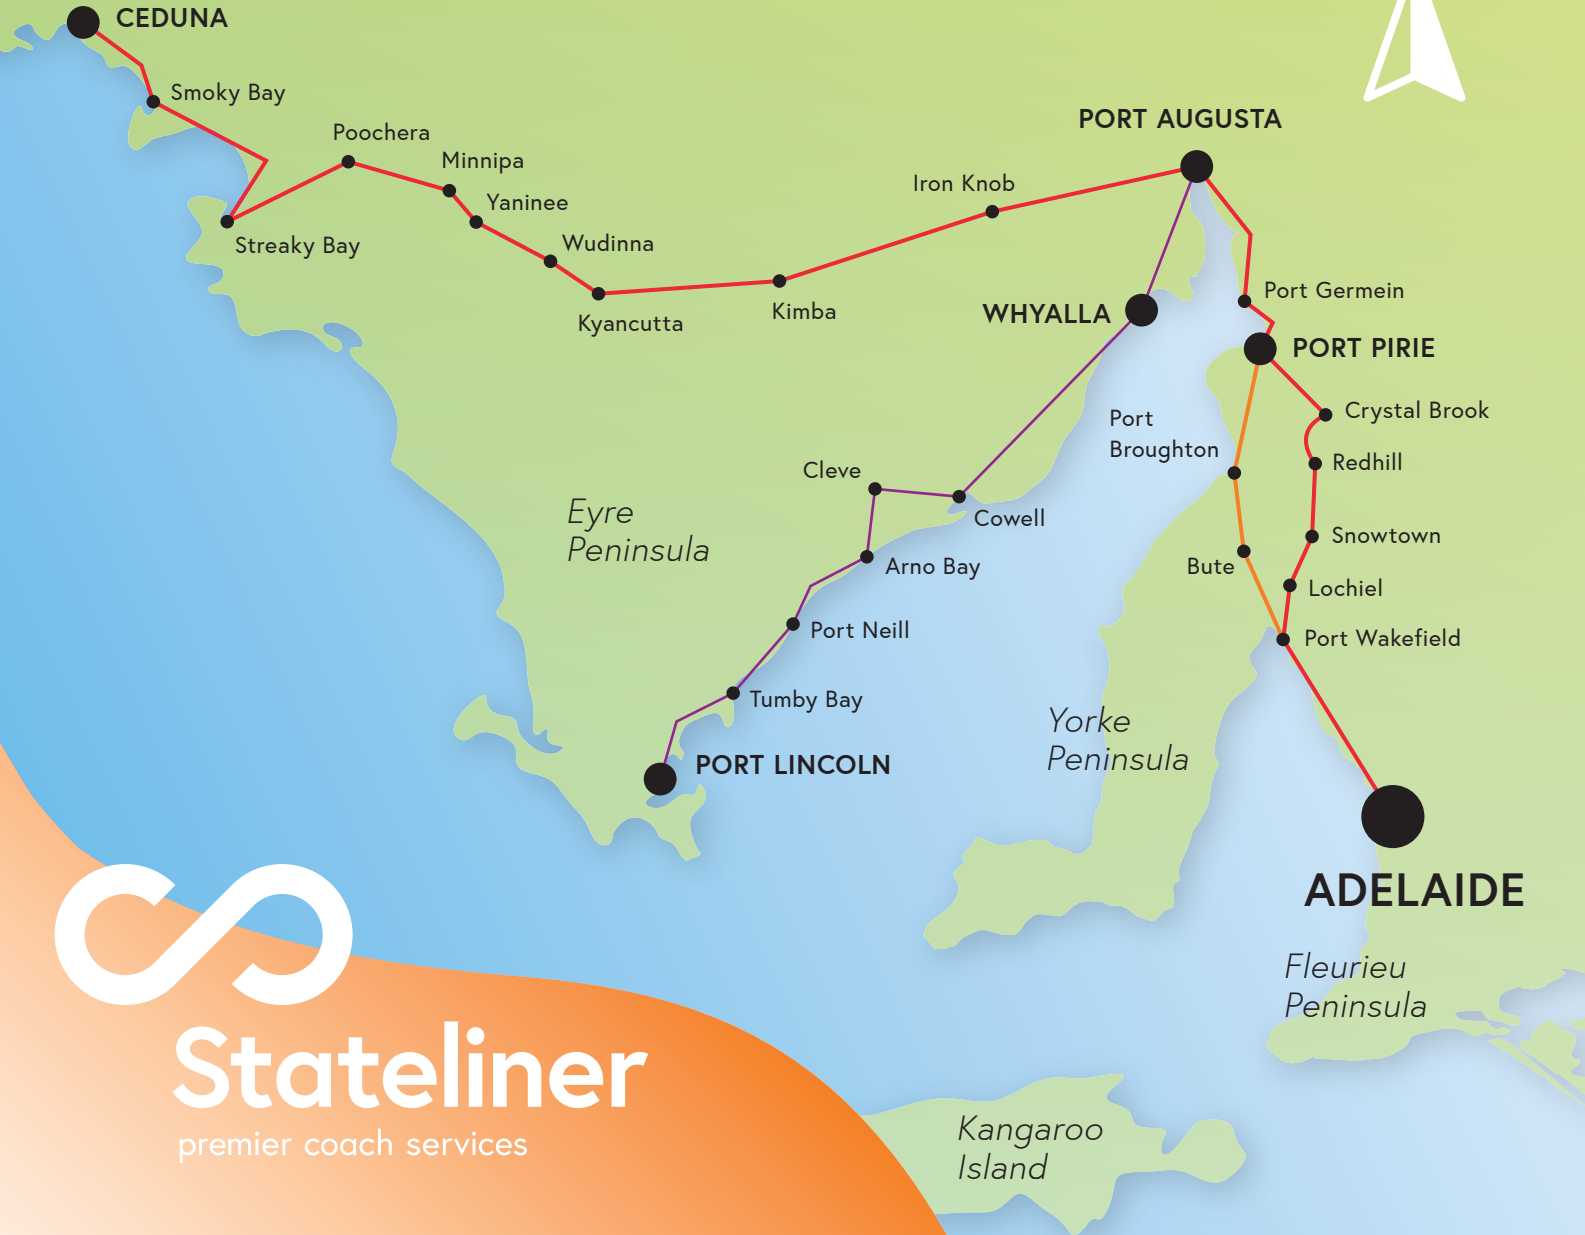 CEDUNA
Smoky Bay
Poochera
Minnipa
Yaninee
Streaky Bay
Wudinna
Kyancutta
Kimba
Iron Knob
PORT AUGUSTA
WHYALLA
Port Germein
PORT PIRIE
Crystal Brook
Port
Broughton
Redhill
Snowtown
Bute
Lochiel
Port Wakefield
Cleve
Cowell
Arno Bay
Port Neill
Tumby Bay
PORT LINCOLN
Eyre
Peninsula
Yorke
Peninsula
ADELAIDE
Fleurieu
Peninsula
Kangaroo
Island
Stateliner
premier coach services